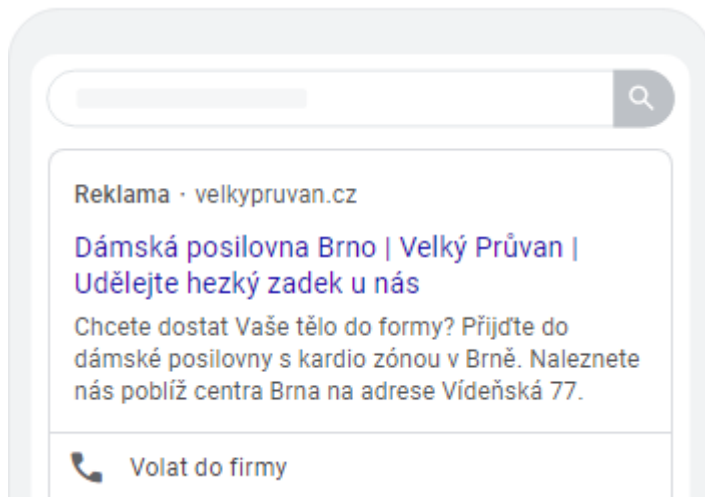 Reklama · velkypruvan.cz
Dámská posilovna Brno | Velký Průvan |
Udělejte hezký zadek u nás
Chcete dostat Vaše tělo do formy? Přijďte do
dámské posilovny s kardio zónou v Brně. Naleznete
nás poblíž centra Brna na adrese Vídeňská 77.
Volat do firmy